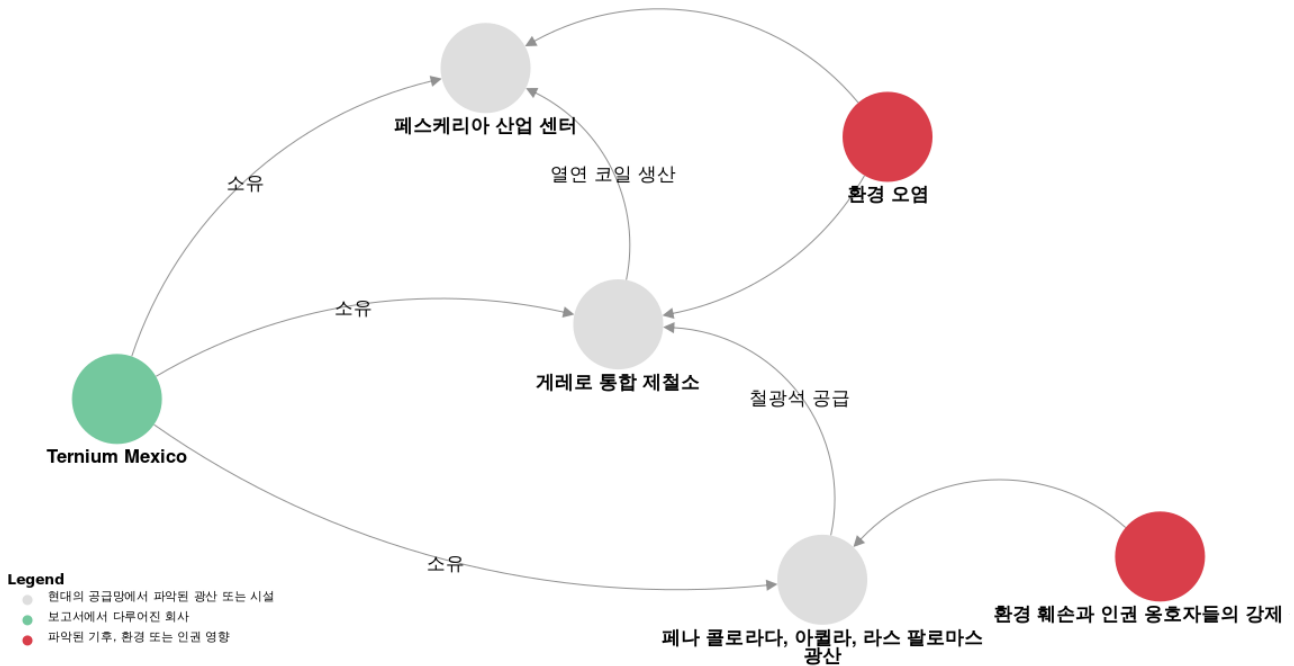 페스케리아 산업 센터
열연 코일 생산
소유
환경 오염
소유
게레로 통합 제철소
철광석 공급
Ternium Mexico
소유
Legend
현대의 공급망에서 파악된 광산 또는 시설
보고서에서 다루어진 회사
파악된 기후, 환경 또는 인권 영향
환경 훼손과 인권 옹호자들의 강제
페나 콜로라다, 아퀼라, 라스 팔로마스
광산